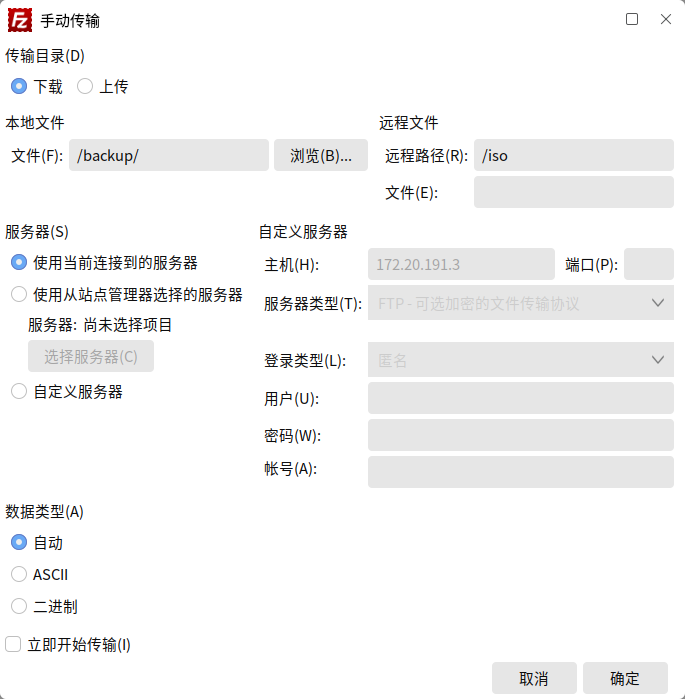 手动传输
传输目录(D)
下载 上传
本地文件
文件(F): /backup/ 浏览(B)...
远程文件
远程路径(R): /iso
文件(E):
服务器(S)
使用当前连接到的服务器
使用从站点管理器选择的服务器
服务器: 尚未选择项目
选择服务器(C)
自定义服务器
自定义服务器
主机(H): 172.20.191.3 端口(P):
服务器类型(T): FTP - 可选加密的文件传输协议
登录类型(L): 匿名
用户(U):
密码(W):
帐号(A):
数据类型(A)
自动
ASCII
二进制
立即开始传输(I)
取消 确定